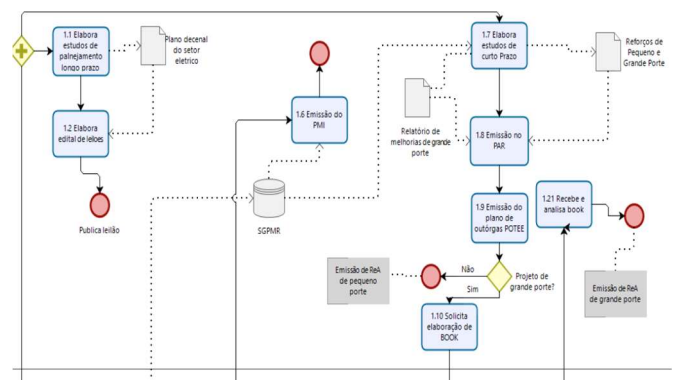 1.1 Elabora
estudos de
palnejamento
longo prazo
Plano decenal
do setor
eletrico
1.2 Elabora
edital de leiloes
Publica leilão
1.6 Emissão do
PMI
SGPMR
1.7 Elabora
estudos de
curto Prazo
Reforços de
Pequeno e
Grande Porte
Relatório de
melhorias de grande
porte
1.8 Emissão no
PAR
1.9 Emissão do
plano de
outórgas POTEE
1.21 Recebe e
analisa book
Emissão de ReA
de pequeno
porte
Não
Sim
Projeto de
grande porte?
Emissão de ReA
de grande porte
1.10 Solicita
elaboração de
BOOK